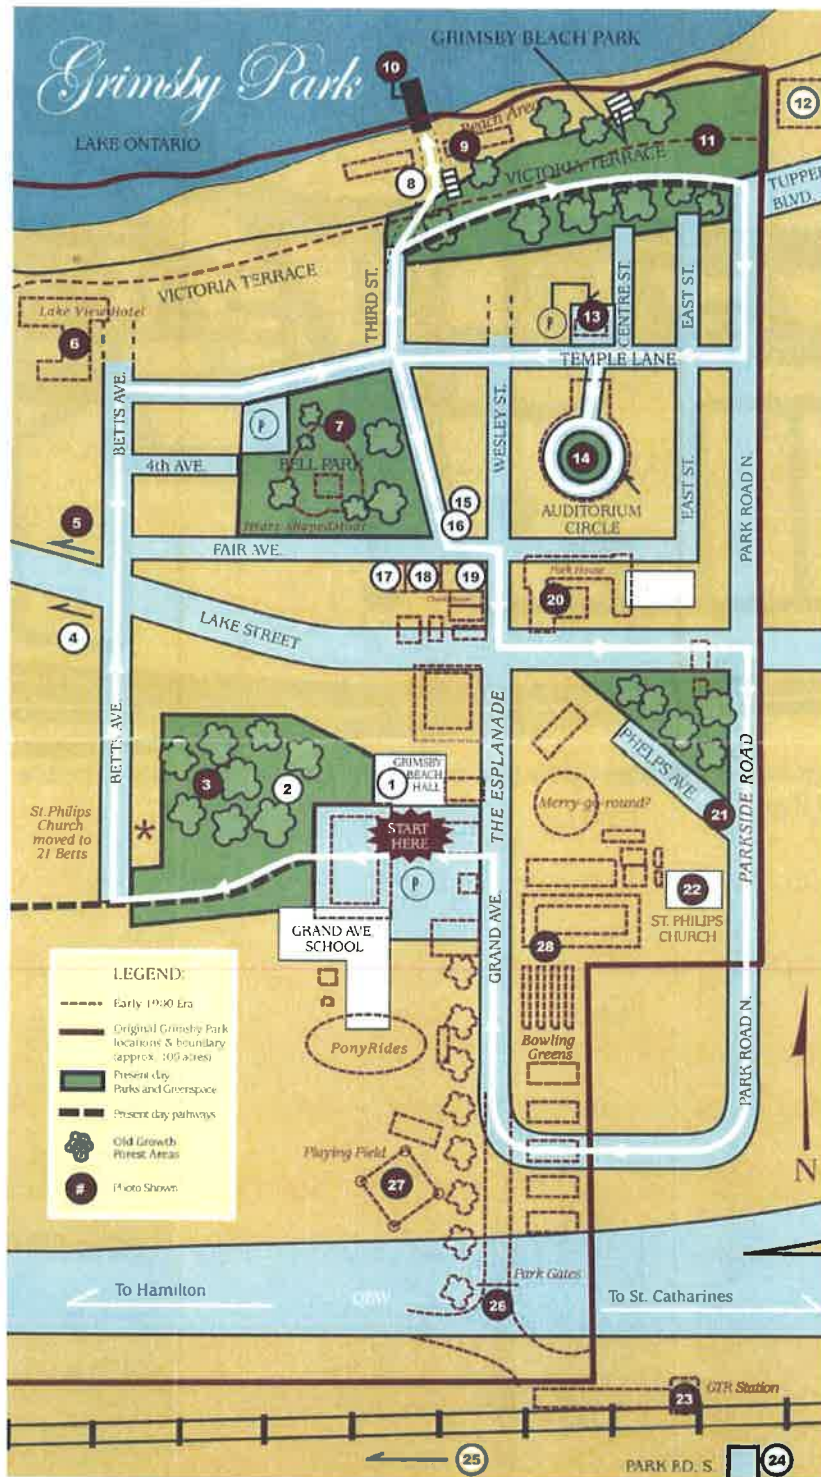 Grimsby Park
GRIMSBY BEACH PARK
LAKE ONTARIO
10
12
Beach Area
9
11
8
VICTORIA TERRACE
TUPPER
BLVD.
VICTORIA TERRACE
THIRD ST.
Lake View Hotel
6
P
13
CENTRE ST.
EAST ST.
TEMPLE LANE
BETTS AVE.
WESLEY ST.
PARK ROAD N.
P
7
4th AVE.
BELL PARK
14
15
16
AUDITORIUM
CIRCLE
EAST ST.
5
Heart Shaped
FAIR AVE.
17
18
19
Park House
20
4
LAKE STREET
THE ESPLANADE
BETTS AVE.
PHELPS AVE.
PARKSIDE ROAD
3
2
1
GRIMSBY
BEACH
HALL
Merry-go-round?
21
St. Philips
Church
moved to
21 Betts
*
START
HERE
P
22
ST. PHILIPS
CHURCH
GRAND AVE
SCHOOL
GRAND AVE.
28
LEGEND:
Early 1900 Era
Original Grimsby Park
locations & boundary
(approx. 100 acres)
Present day
Parks and Greenspace
Present day pathways
Old Growth
Forest Areas
#
Photo Shown
Pony Rides
Bowling
Greens
PARK ROAD N.
Playing Field
27
N
To Hamilton
QEW
Park Gates
26
To St. Catharines
GTR Station
23
25
PARK RD. S.
24